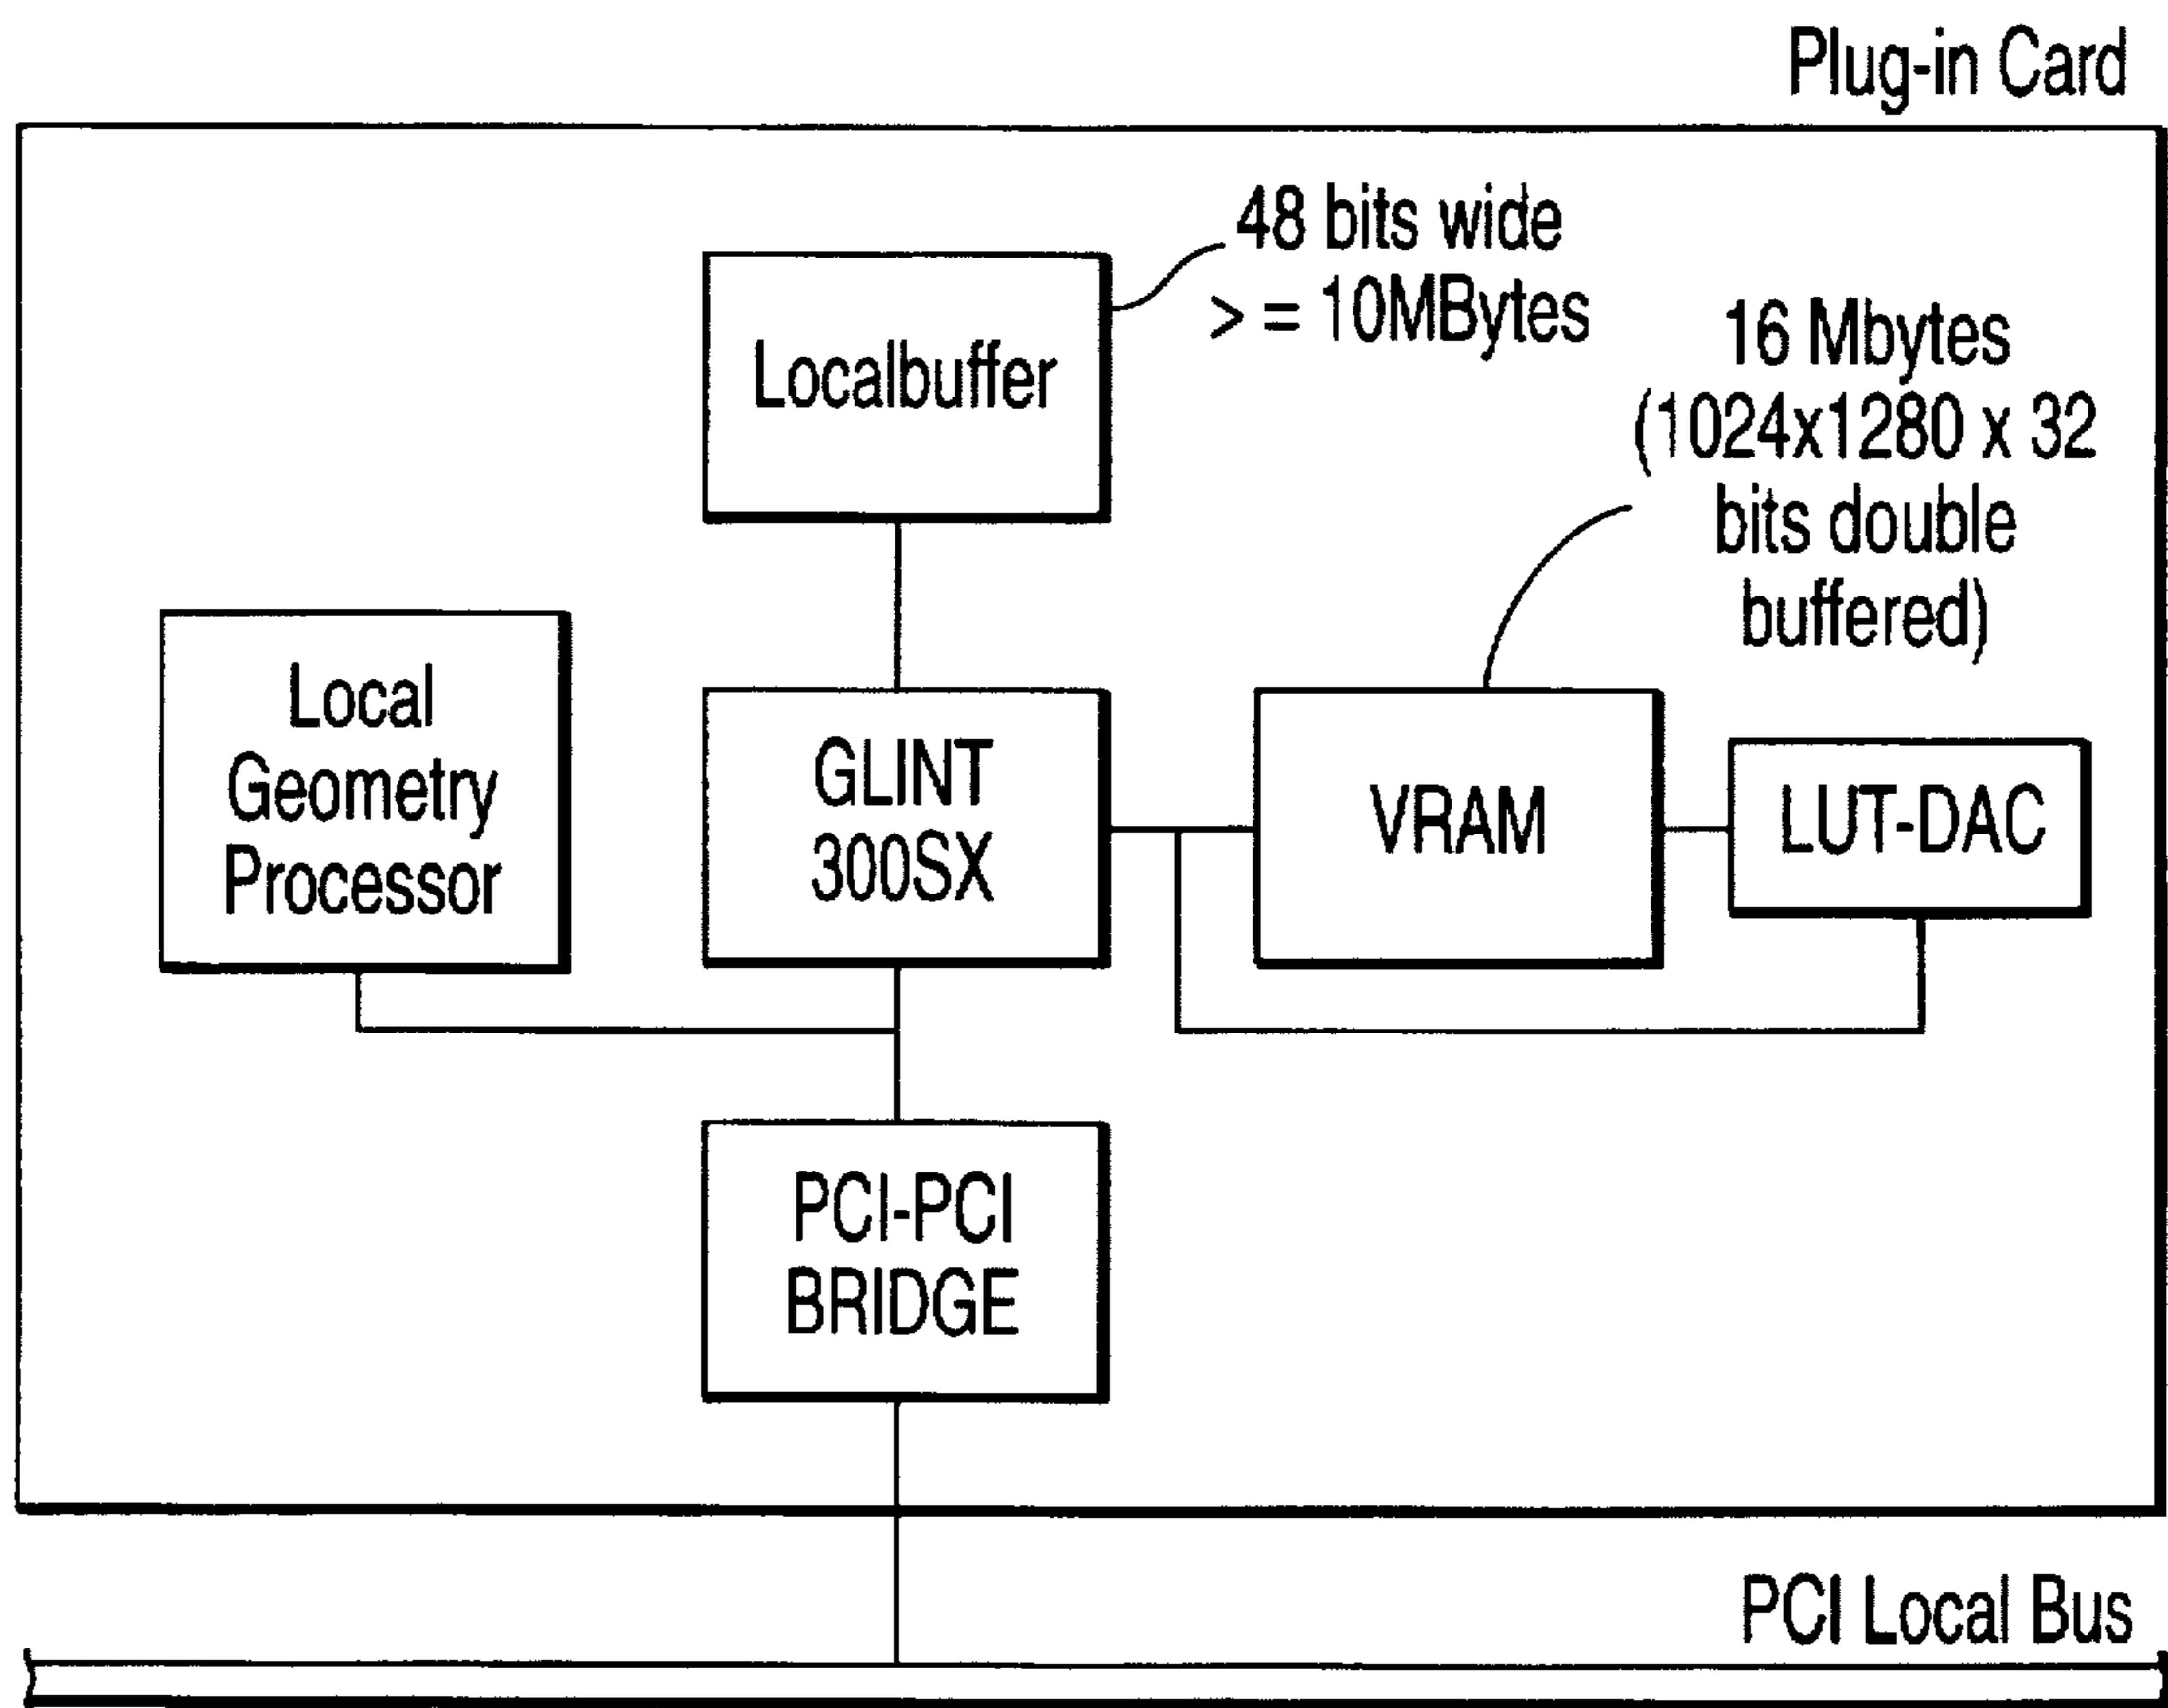 Plug-in Card
48 bits wide
> = 10MBytes
16 Mbytes
(1024x1280 x 32
bits double
buffered)
Localbuffer
Local
Geometry
Processor
GLINT
300SX
VRAM
LUT-DAC
PCI-PCI
BRIDGE
PCI Local Bus